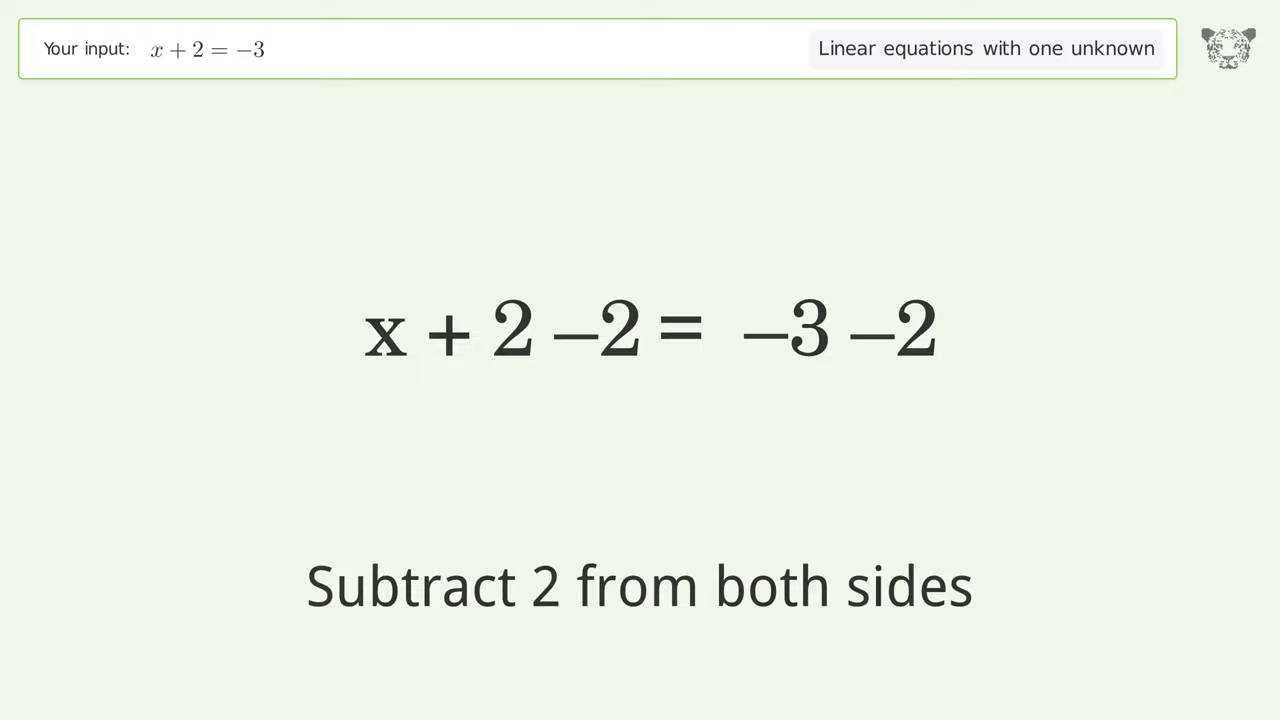 Your input: x + 2 = −3
Linear equations with one unknown
x + 2 –2 = –3 –2
Subtract 2 from both sides